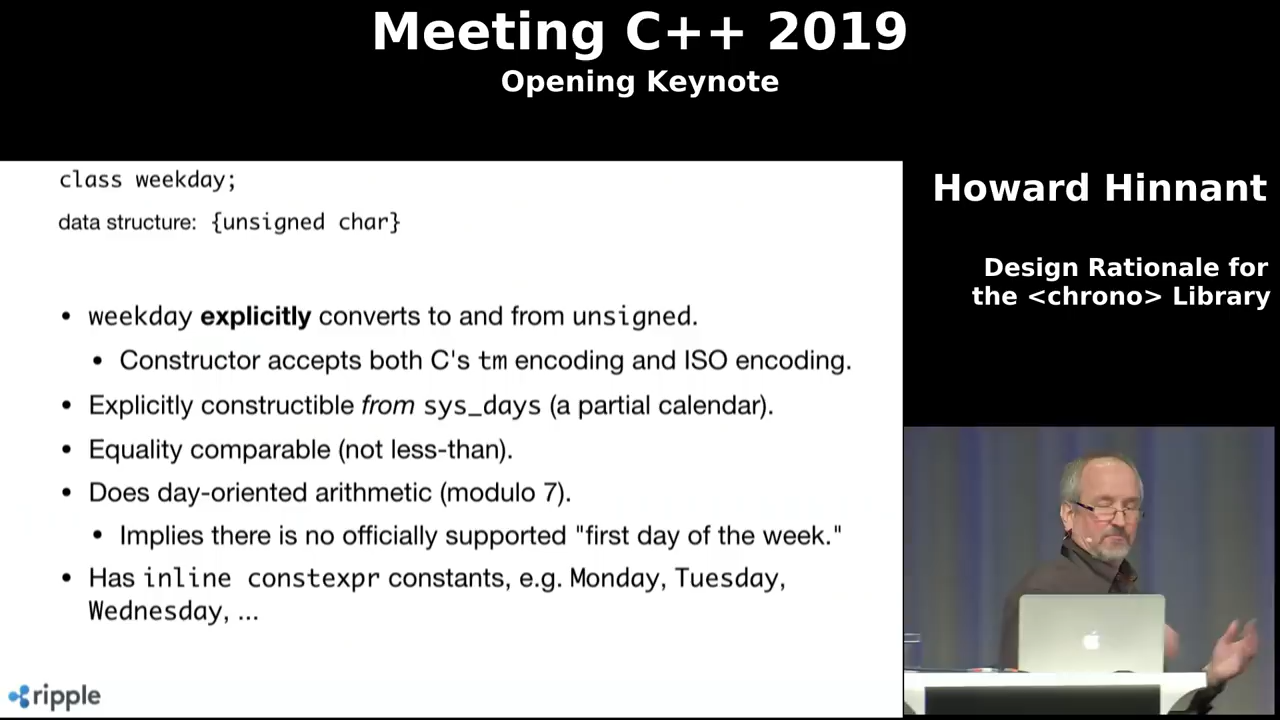 Meeting C++ 2019
Opening Keynote
class weekday;
data structure: {unsigned char}
• weekday explicitly converts to and from unsigned.
• Constructor accepts both C's tm encoding and ISO encoding.
• Explicitly constructible from sys_days (a partial calendar).
• Equality comparable (not less-than).
• Does day-oriented arithmetic (modulo 7).
• Implies there is no officially supported "first day of the week."
• Has inline constexpr constants, e.g. Monday, Tuesday,
Wednesday, ...
ripple
Howard Hinnant
Design Rationale for
the <chrono> Library